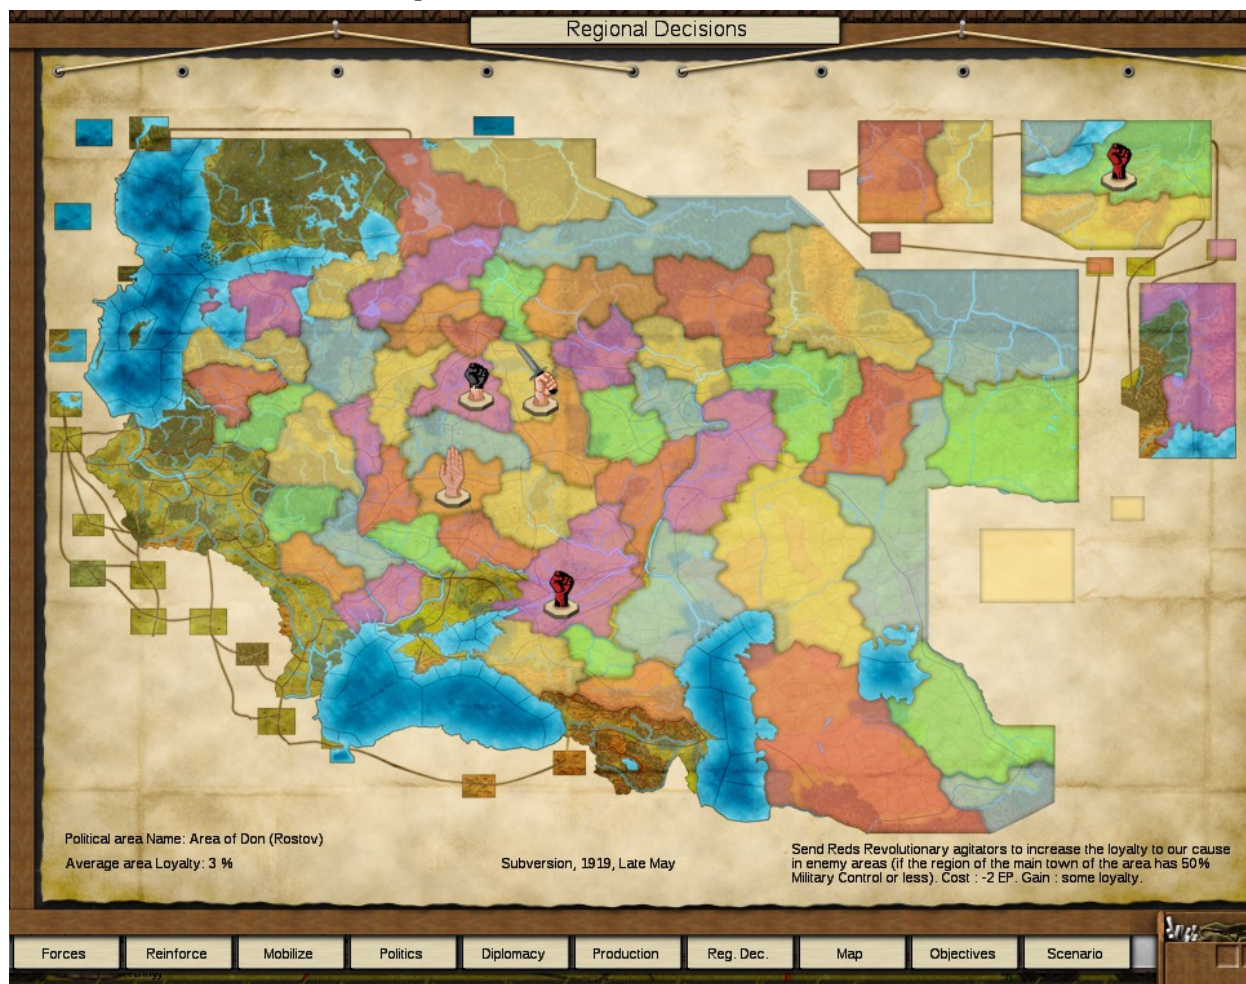 Regional Decisions
Political area Name: Area of Don (Rostov)
Average area Loyalty: 3 %
Subversion, 1919, Late May
Send Reds Revolutionary agitators to increase the loyalty to our cause
in enemy areas (if the region of the main town of the area has 50%
Military Control or less). Cost : -2 EP. Gain : some loyalty.
Forces
Reinforce
Mobilize
Politics
Diplomacy
Production
Reg. Dec.
Map
Objectives
Scenario